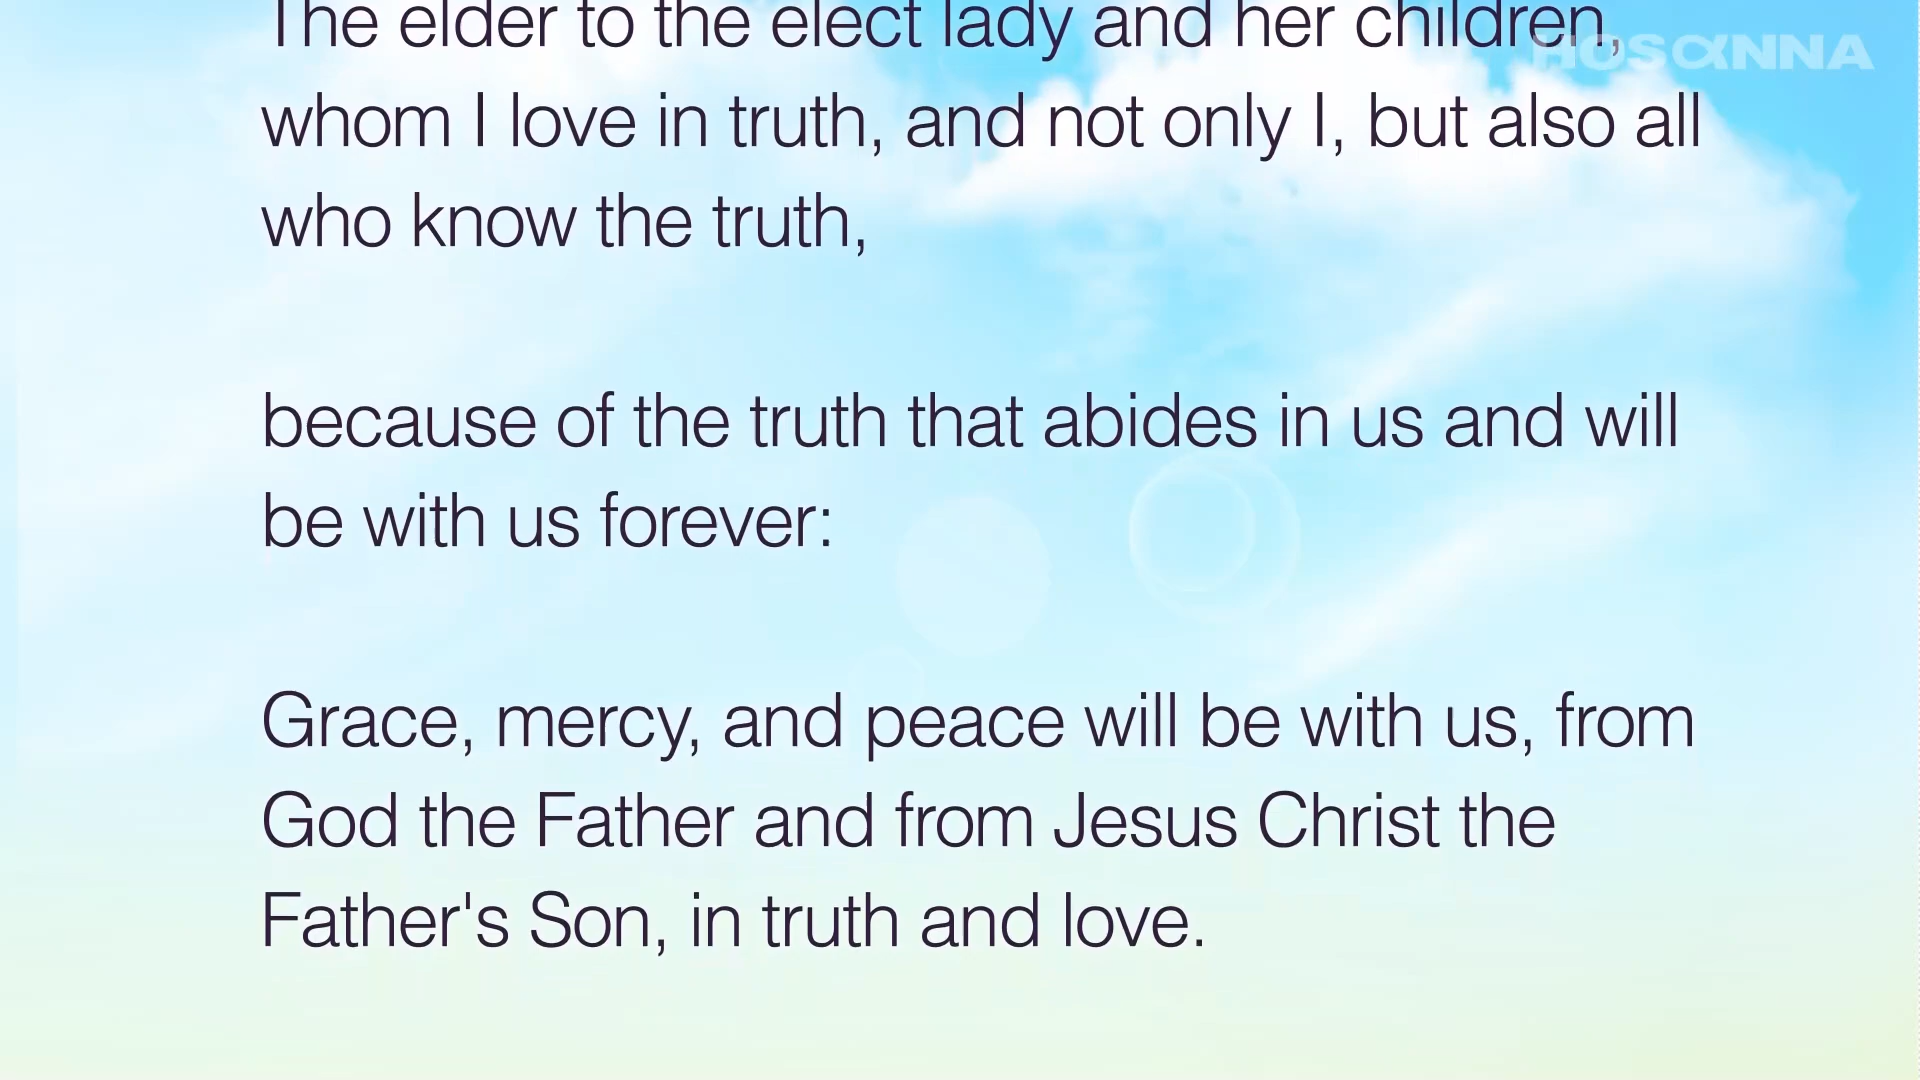 The elder to the elect lady and her children,
HOSANNA
whom I love in truth, and not only I, but also all
who know the truth,
because of the truth that abides in us and will
be with us forever:
Grace, mercy, and peace will be with us, from
God the Father and from Jesus Christ the
Father's Son, in truth and love.